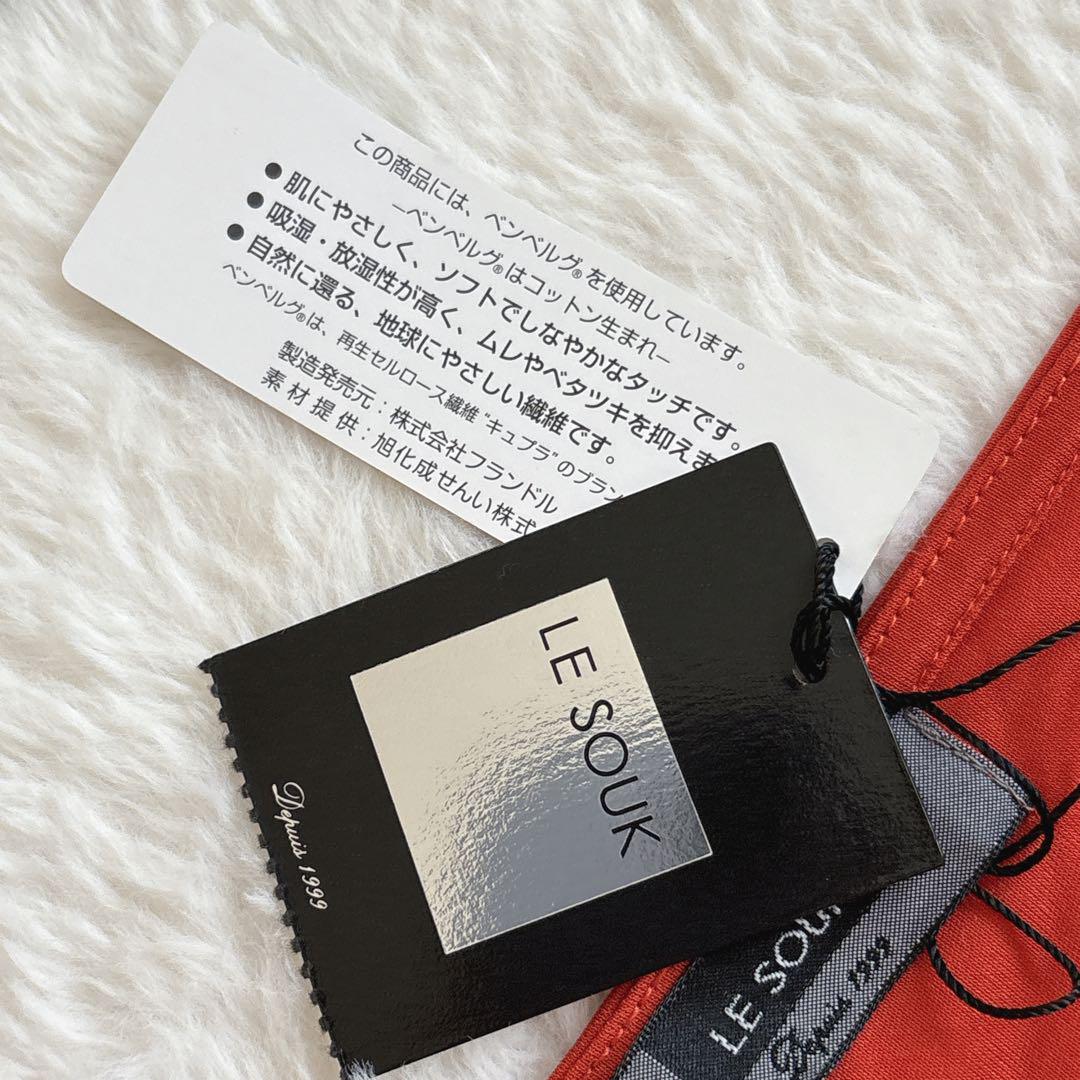 この商品には、ベンベルグ®を使用しています。
–ベンベルグ®はコットン生まれ–
● 肌にやさしく、ソフトでしなやかなタッチです。
● 吸湿・放湿性が高く、ムレやベタツキを抑えま
● 自然に還る、地球にやさしい繊維です。
ベンベルグ®は、再生セルロース繊維“キュプラ”のブラン
製造発売元：株式会社フランドル
素材提供：旭化成せんい株式
LE SOUK
Depuis 1999
LE SOU
Depuis 1999